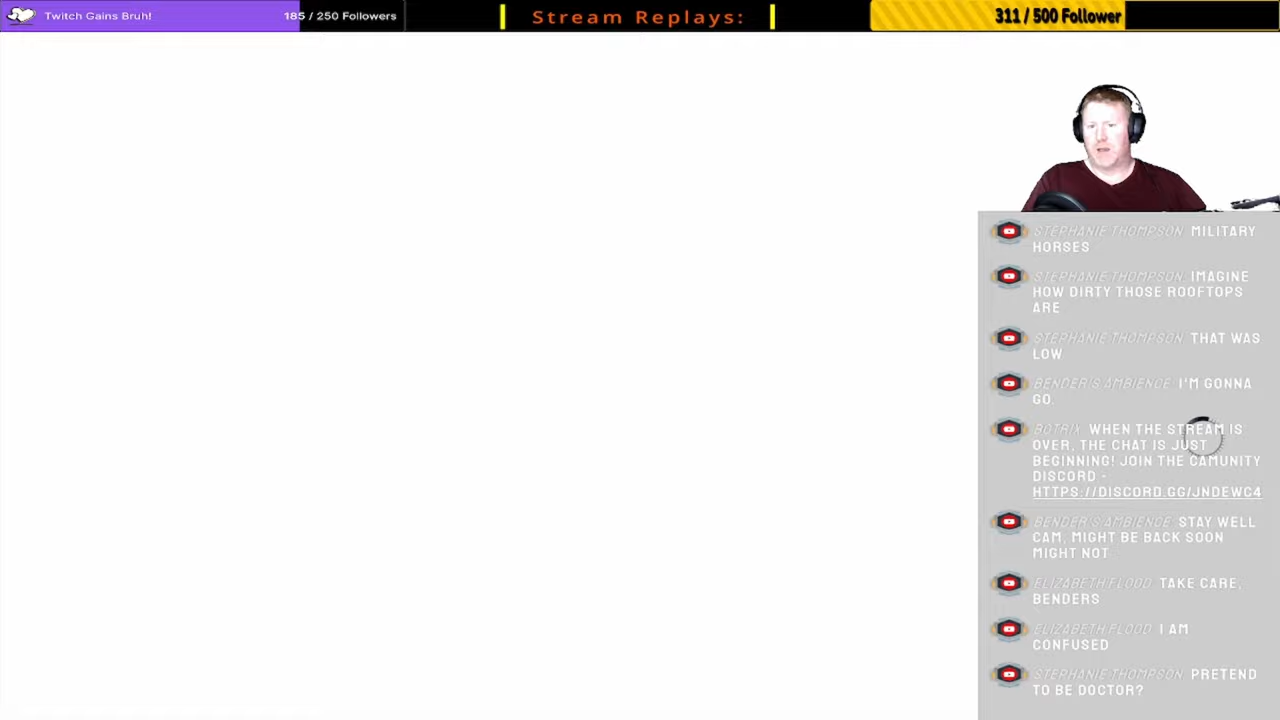 Twitch Gains Bruh!
185 / 250 Followers
Stream Replays:
311 / 500 Follower
STEPHANIE THOMPSON: MILITARY
HORSES
STEPHANIE THOMPSON: IMAGINE
HOW DIRTY THOSE ROOFTOPS
ARE
STEPHANIE THOMPSON: THAT WAS
LOW
BENDER'S AMBIENCE: I'M GONNA
GO.
BOTRIX: WHEN THE STREAM IS
OVER, THE CHAT IS JUST
BEGINNING! JOIN THE CAMUNITY
DISCORD -
HTTPS://DISCORD.GG/JNDEWC4
BENDER'S AMBIENCE: STAY WELL
CAM, MIGHT BE BACK SOON
MIGHT NOT
ELIZABETH FLOOD: TAKE CARE,
BENDERS
ELIZABETH FLOOD: I AM
CONFUSED
STEPHANIE THOMPSON: PRETEND
TO BE DOCTOR?